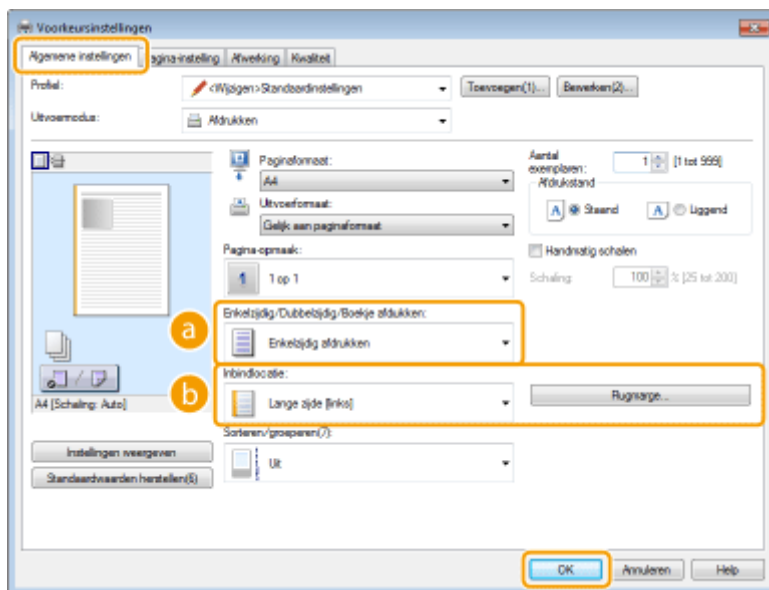 Voorkeursinstellingen
Algemene instellingen Pagina-instelling Afwerking Kwaliteit
Profiel: <Wijzigen>Standaardinstellingen Toevoegen(1)... Bewerken(2)...
Uitvoermodus: Afdrukken
Paginaformaat:
A4
Uitvoerformaat:
Gelijk aan paginaformaat
Aantal exemplaren: 1 [1 tot 999]
Afdrukstand
A Staand A Liggend
Pagina-opmaak:
1 1 op 1
Handmatig schalen
Schaling: 100 % [25 tot 200]
a
Enkelzijdig/Dubbelzijdig/Boekje afdukken:
Enkelzijdig afdrukken
b
Inbindlocatie:
Lange zijde [links] Rugmarge...
A4 [Schaling: Auto]
Sorteren/groeperen(7):
Uit
Instellingen weergeven
Standaardwaarden herstellen(6)
OK Annuleren Help